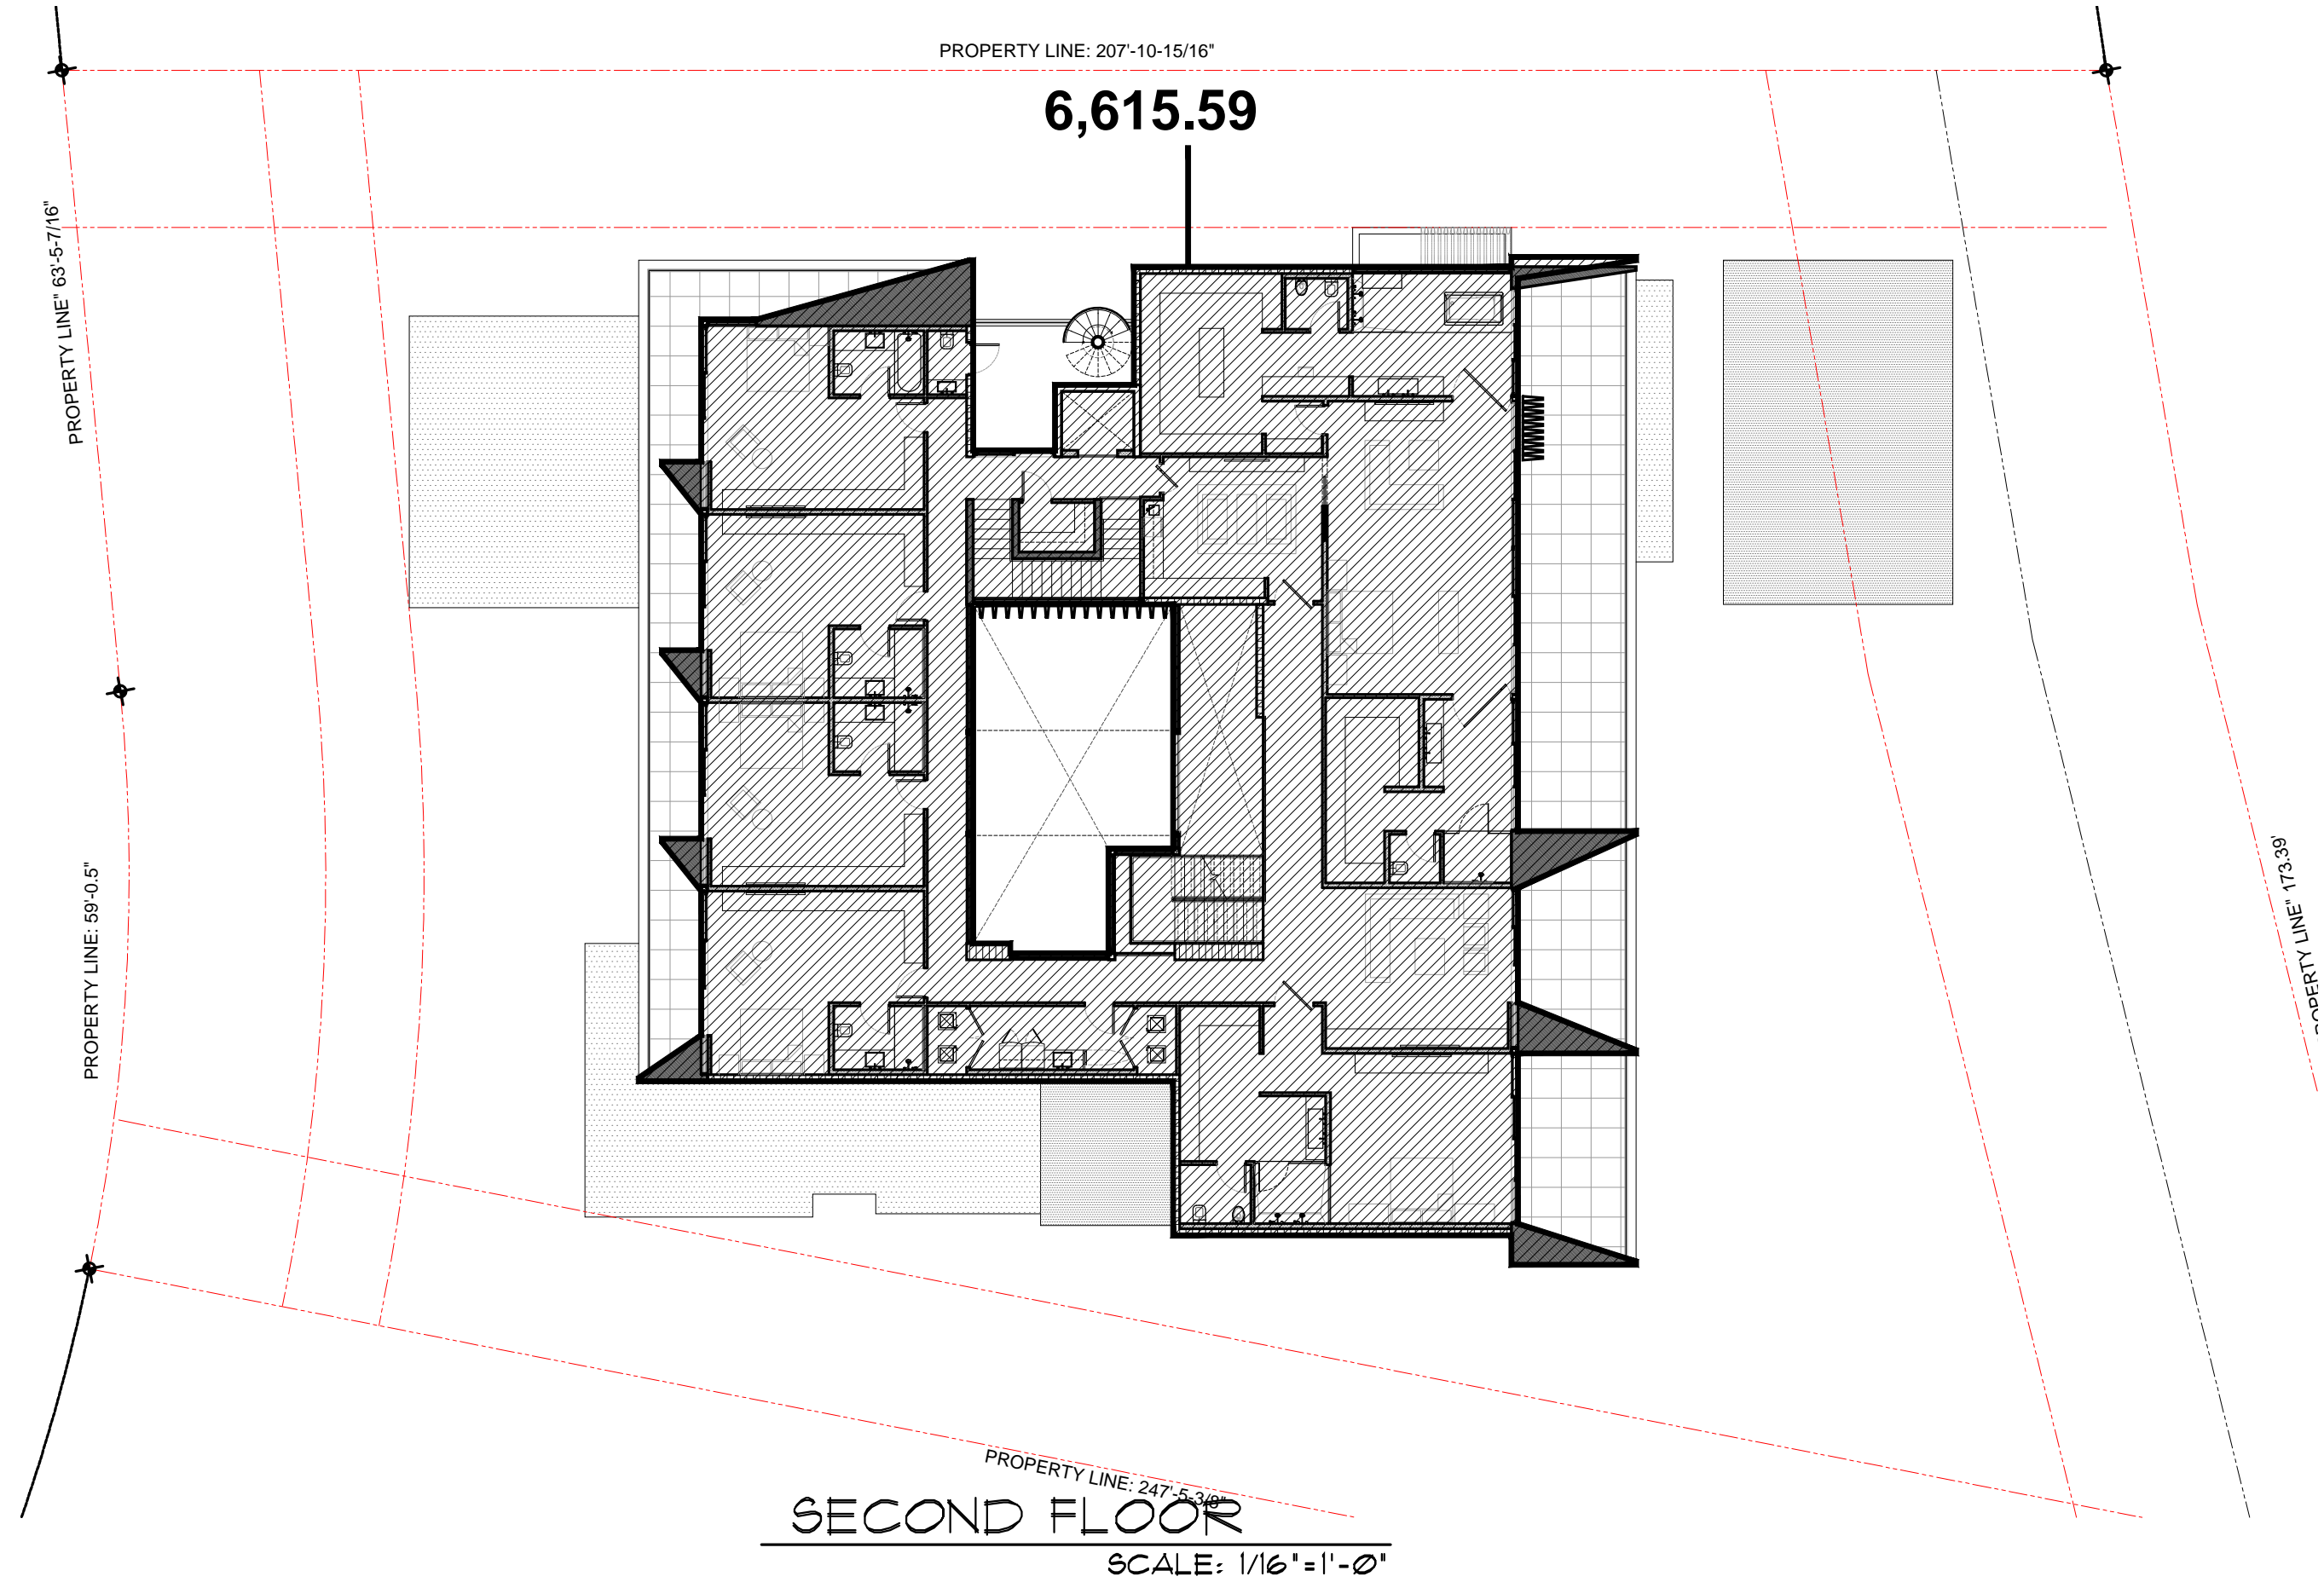 PROPERTY LINE: 207'-10-15/16"
6,615.59
PROPERTY LINE" 63'-5-7/16"
PROPERTY LINE: 59'-0.5"
PROPERTY LINE" 173.39'
PROPERTY LINE: 247'-5-3/8"
SECOND FLOOR
SCALE: 1/16"=1'-0"